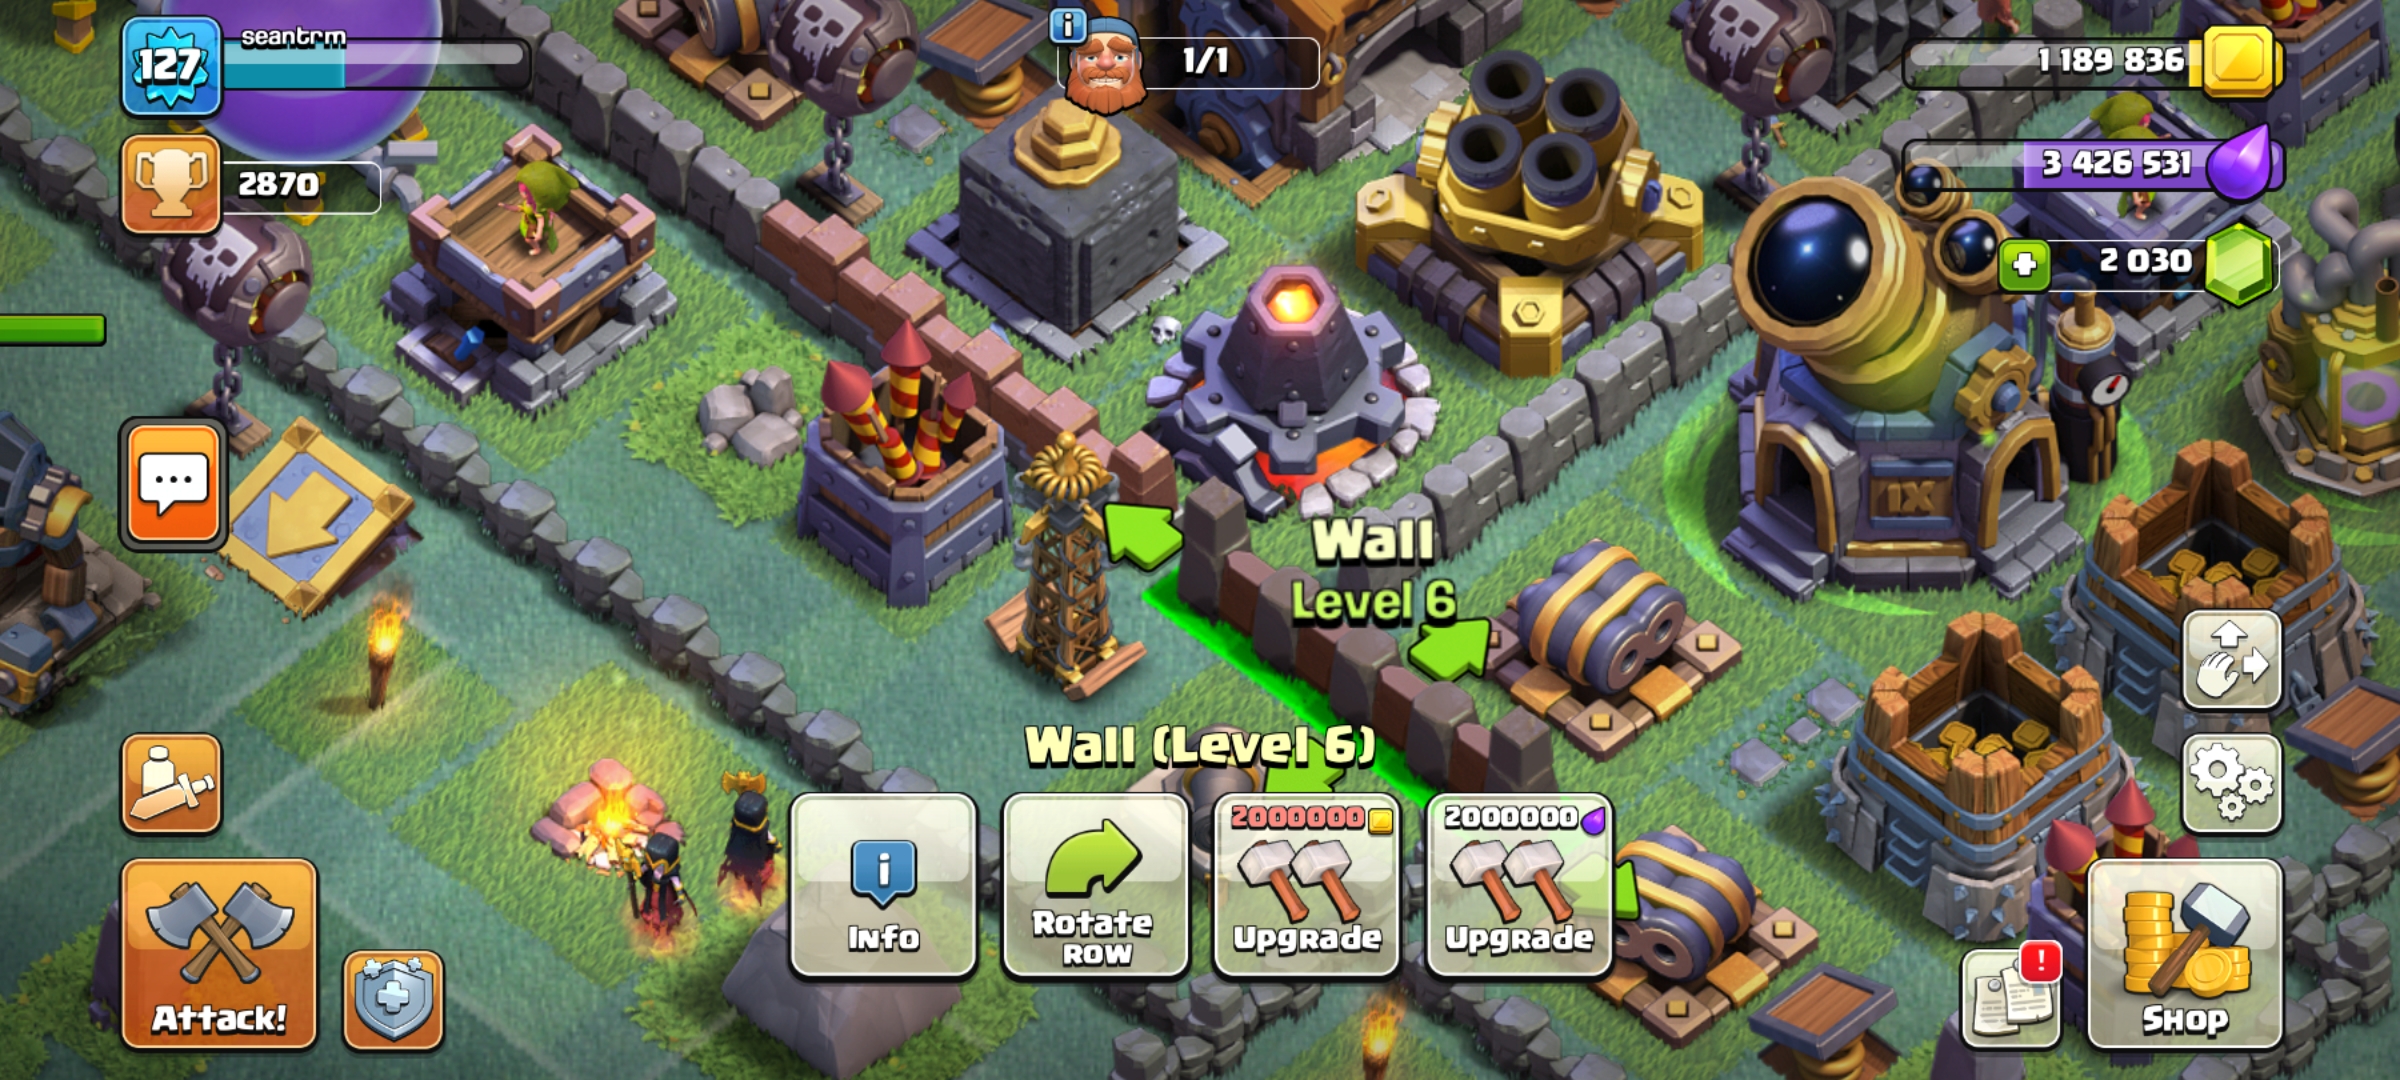 127
seantrm
1/1
1 189 836
2870
3 426 531
2 030
IX
Wall
Level 6
Wall (Level 6)
2000000
2000000
Info
Rotate
row
Upgrade
Upgrade
Attack!
!
Shop